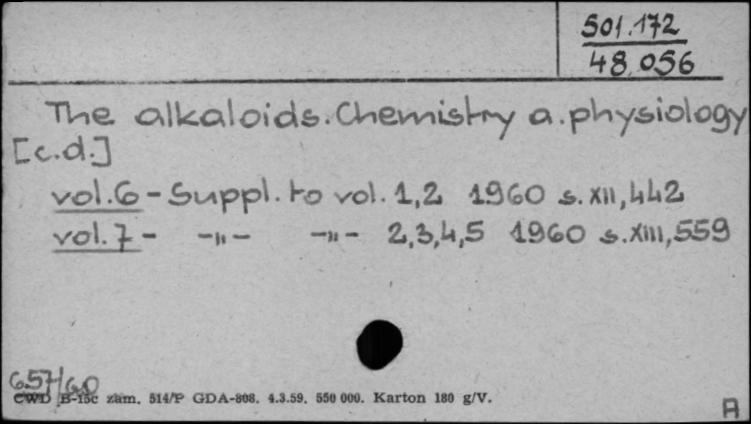 501.172
48.056
The alkaloids. Chemistry a. physiology
[c.d.]
vol. 6 - Suppl. to vol. 1,2 1960 s. XII, 442
vol. 7 - -"- -"- 2,3,4,5 1960 s. XIII, 559
657/60
CWD B-15c zam. 514/P GDA-808. 4.3.59. 550 000. Karton 180 g/V.
A